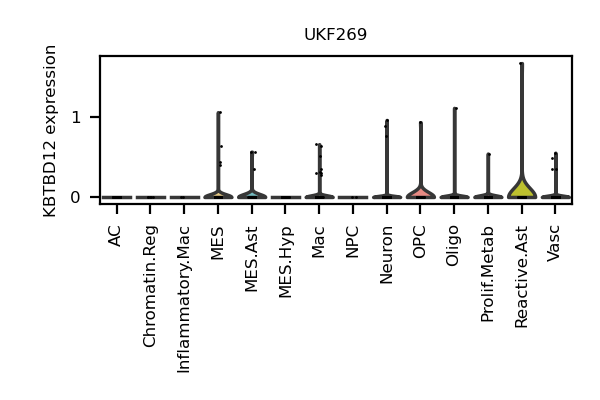 UKF269
KBTBD12 expression
1
0
AC
Chromatin.Reg
Inflammatory.Mac
MES
MES.Ast
MES.Hyp
Mac
NPC
Neuron
OPC
Oligo
Prolif.Metab
Reactive.Ast
Vasc